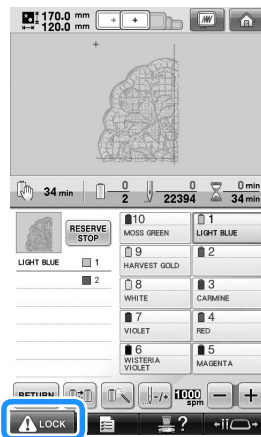 170.0 mm
120.0 mm
34 min
0
2
0
22394
0 min
34 min
RESERVE
STOP
LIGHT BLUE 1
2
10
MOSS GREEN
1
LIGHT BLUE
9
HARVEST GOLD
2
8
WHITE
3
CARMINE
7
VIOLET
4
RED
6
WISTERIA
VIOLET
5
MAGENTA
RETURN
-/+
1000
spm
-
+
LOCK
?